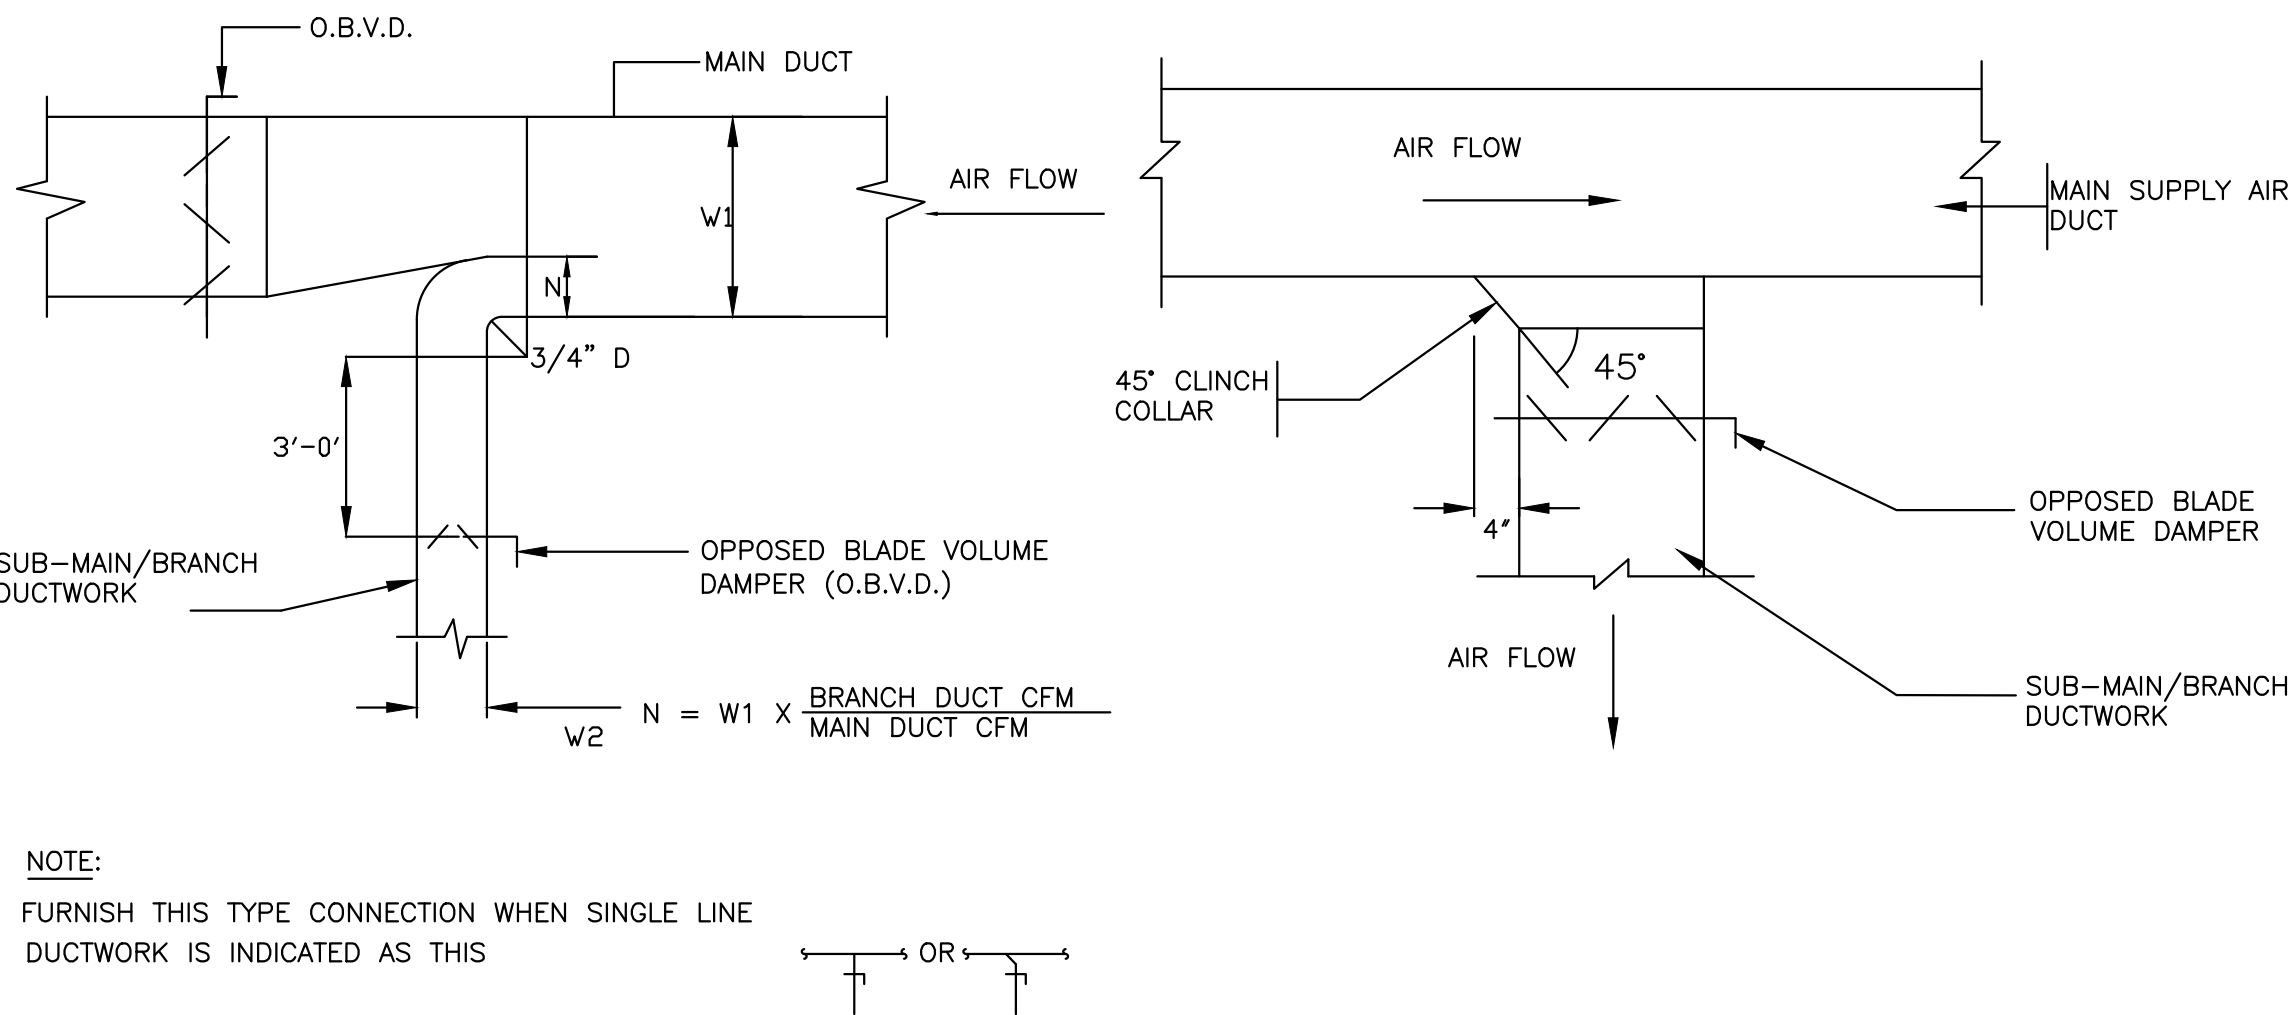 O.B.V.D.
MAIN DUCT
W1
AIR FLOW
N
3/4" D
3'-0'
SUB-MAIN/BRANCH
DUCTWORK
OPPOSED BLADE VOLUME
DAMPER (O.B.V.D.)
W2
N = W1 X BRANCH DUCT CFM
MAIN DUCT CFM
AIR FLOW
MAIN SUPPLY AIR
DUCT
45° CLINCH
COLLAR
45°
4"
OPPOSED BLADE
VOLUME DAMPER
AIR FLOW
SUB-MAIN/BRANCH
DUCTWORK
NOTE:
FURNISH THIS TYPE CONNECTION WHEN SINGLE LINE
DUCTWORK IS INDICATED AS THIS
OR